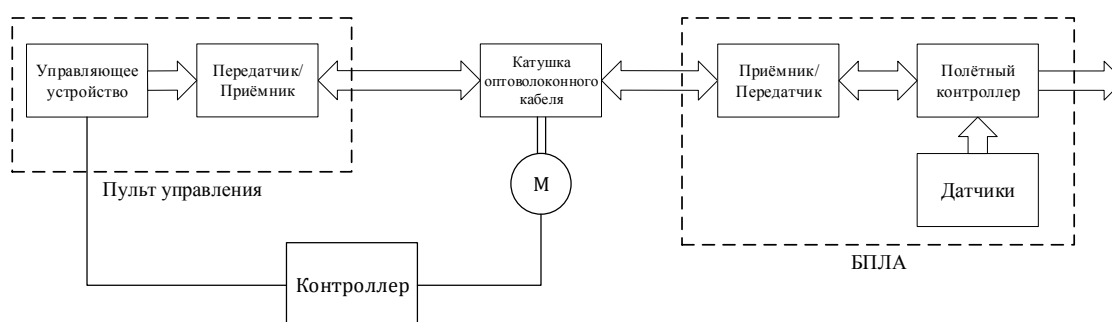 Управляющее
устройство
Передатчик/
Приёмник
Пульт управления
Катушка
оптоволоконного
кабеля
М
Контроллер
Приёмник/
Передатчик
Полётный
контроллер
Датчики
БПЛА